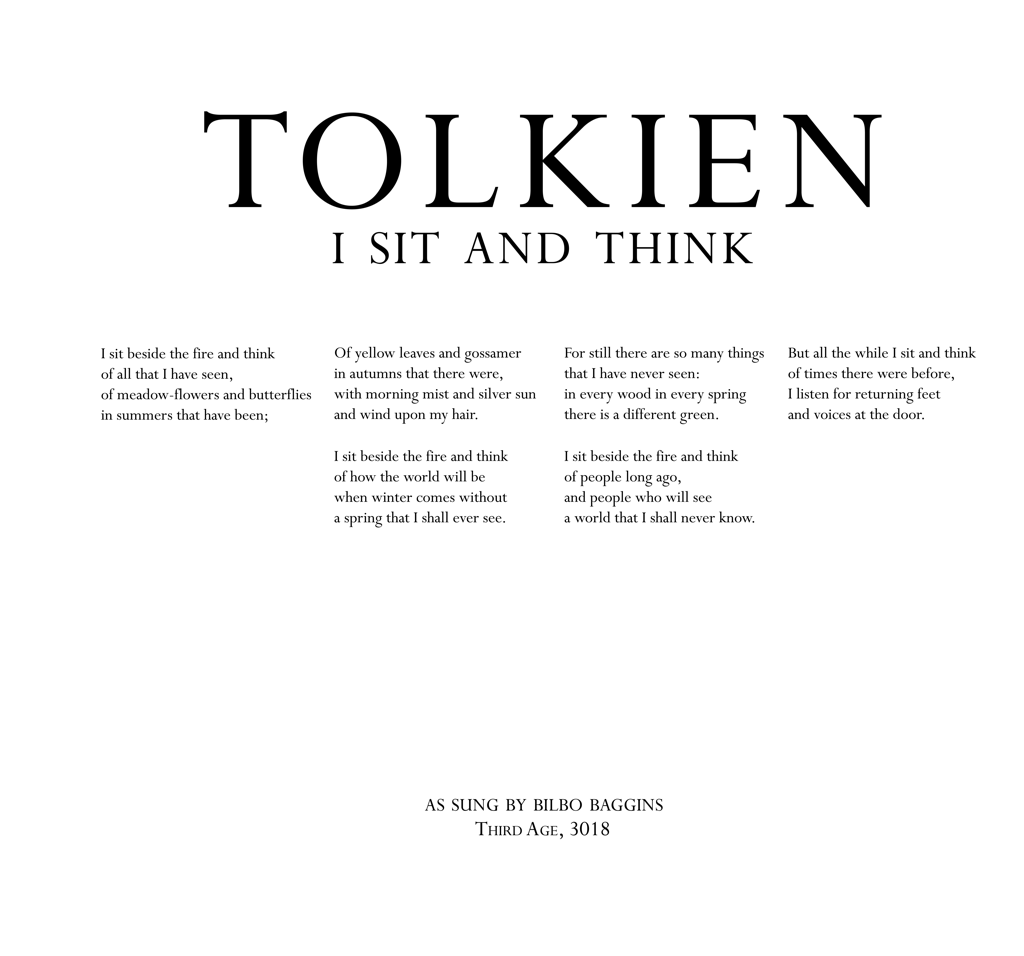 TOLKIEN
I SIT AND THINK
I sit beside the fire and think
of all that I have seen,
of meadow-flowers and butterflies
in summers that have been;
Of yellow leaves and gossamer
in autumns that there were,
with morning mist and silver sun
and wind upon my hair.
I sit beside the fire and think
of how the world will be
when winter comes without
a spring that I shall ever see.
For still there are so many things
that I have never seen:
in every wood in every spring
there is a different green.
I sit beside the fire and think
of people long ago,
and people who will see
a world that I shall never know.
But all the while I sit and think
of times there were before,
I listen for returning feet
and voices at the door.
AS SUNG BY BILBO BAGGINS
THIRD AGE, 3018